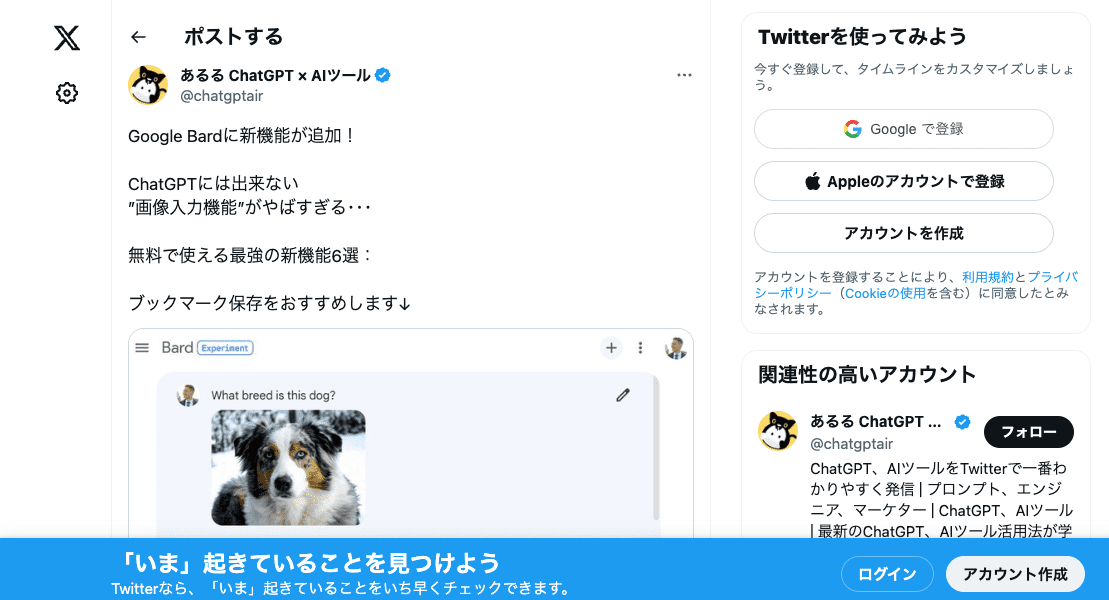 ポストする
あるる ChatGPT × AIツール
@chatgptair
Google Bardに新機能が追加！
ChatGPTには出来ない
”画像入力機能”がやばすぎる･･･
無料で使える最強の新機能6選：
ブックマーク保存をおすすめします↓
Bard Experiment
What breed is this dog?
Twitterを使ってみよう
今すぐ登録して、タイムラインをカスタマイズしましょ
う。
Google で登録
Appleのアカウントで登録
アカウントを作成
アカウントを登録することにより、利用規約とプライバ
シーポリシー（Cookieの使用を含む）に同意したとみ
なされます。
関連性の高いアカウント
あるる ChatGPT ...
@chatgptair
フォロー
ChatGPT、AIツールをTwitterで一番わ
かりやすく発信 | プロンプト、エンジ
ニア、マーケター | ChatGPT、AIツール
| 最新のChatGPT、AIツール活用法が学
「いま」起きていることを見つけよう
Twitterなら、「いま」起きていることをいち早くチェックできます。
ログイン
アカウント作成